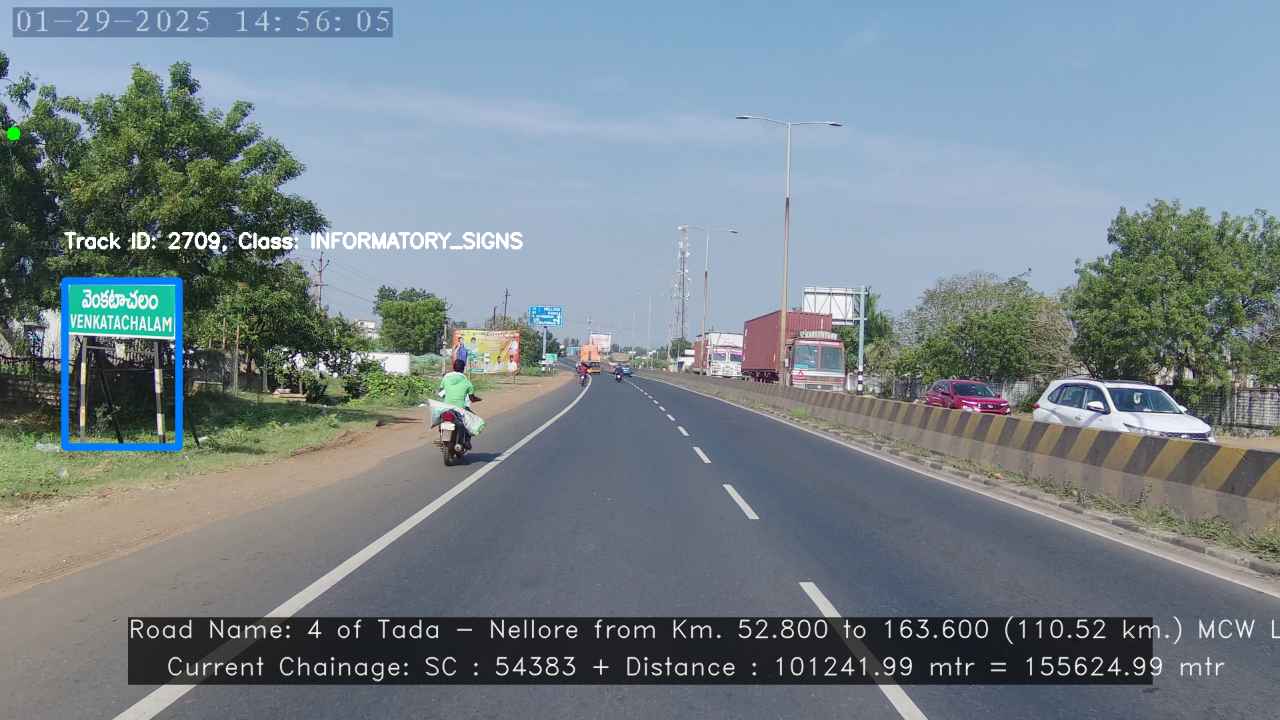 01-29-2025 14:56:05
Track ID: 2709, Class: INFORMATORY_SIGNS
వెంకటాచలం
VENKATACHALAM
Road Name: 4 of Tada - Nellore from Km. 52.800 to 163.600 (110.52 km.) MCW L
Current Chainage: SC : 54383 + Distance : 101241.99 mtr = 155624.99 mtr